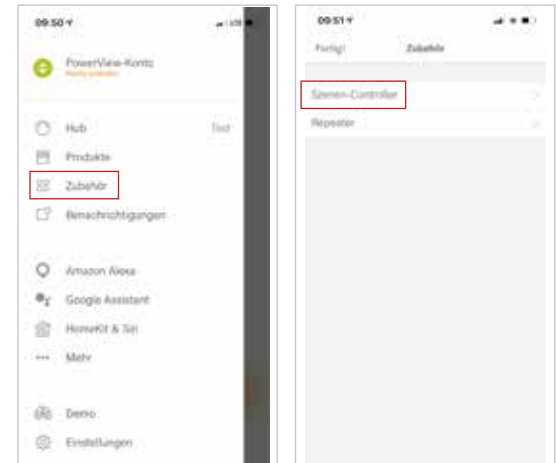 09:50
PowerView-Konto
Hub
Test
Produkte
Zubehör
Benachrichtigungen
Amazon Alexa
Google Assistant
HomeKit & Siri
Mehr
Demo
Einstellungen
09:51
Fertig!
Zubehör
Szenen-Controller
Repeater